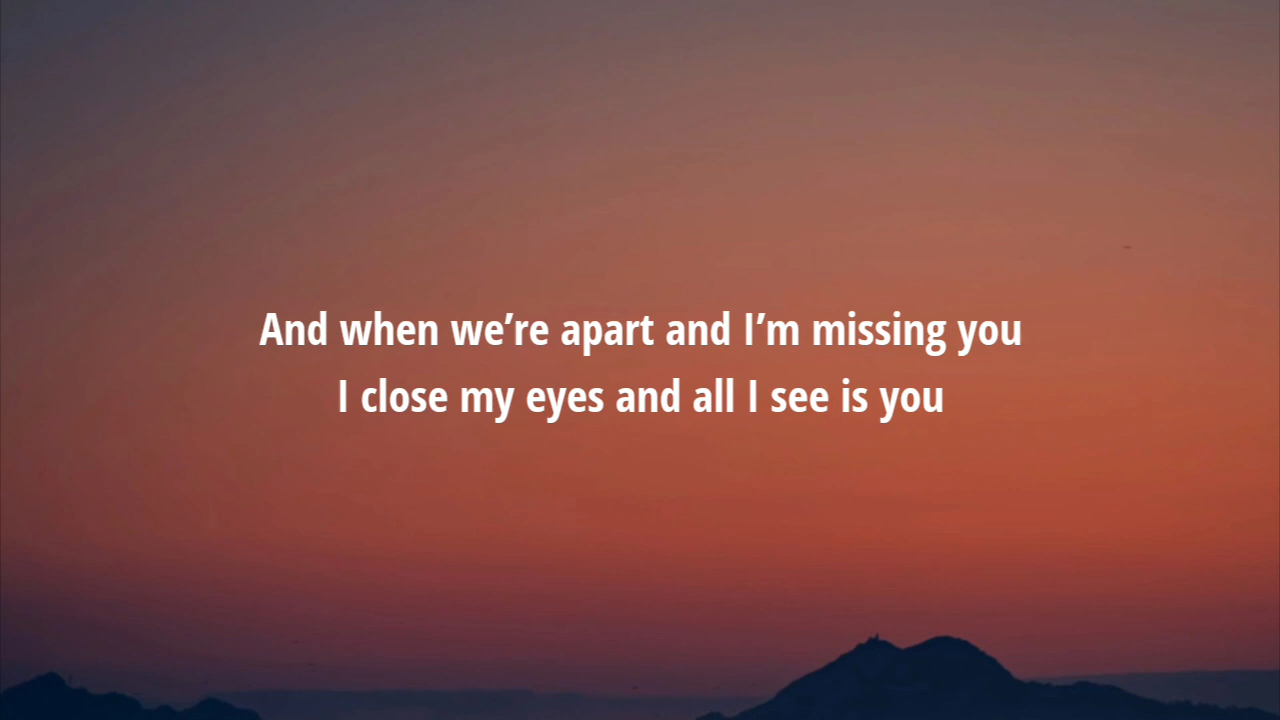 And when we’re apart and I’m missing you
I close my eyes and all I see is you